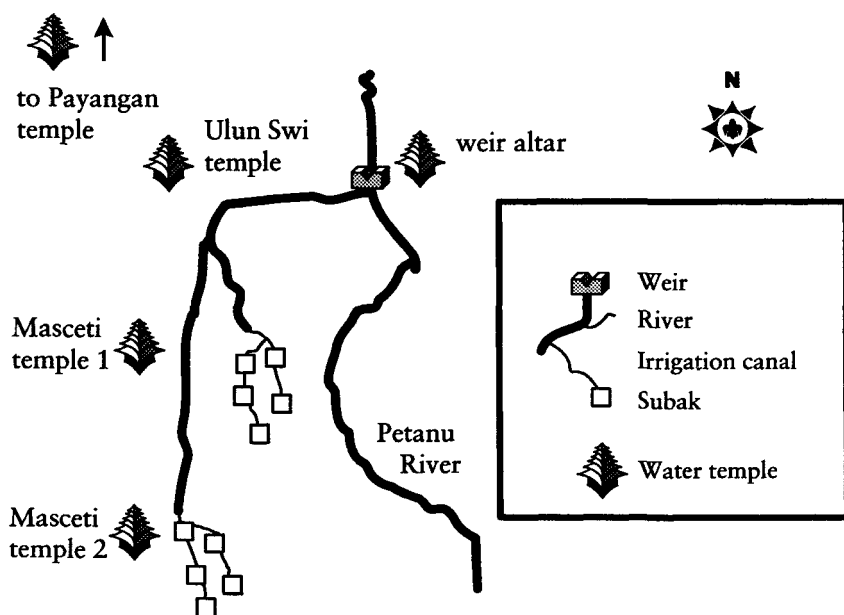 to Payangan
temple
Ulun Swi
temple
weir altar
N
Masceti
temple 1
Petanu
River
Masceti
temple 2
Weir
River
Irrigation canal
Subak
Water temple